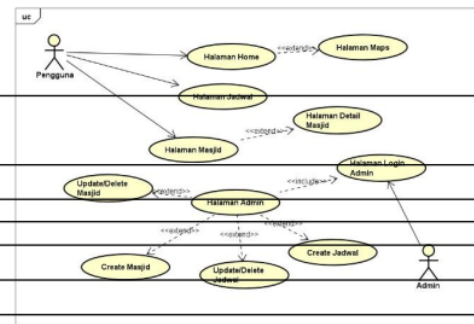 uc
Pengguna
Halaman Home
<<extend>>
Halaman Maps
Halaman Jadwal
Halaman Detail
Masjid
<<extend>>
Halaman Masjid
Halaman Login
Admin
<<include>>
Update/Delete
Masjid
<<extend>>
Halaman Admin
<<extend>>
<<extend>>
<<extend>>
Create Masjid
Update/Delete
Jadwal
Create Jadwal
Admin